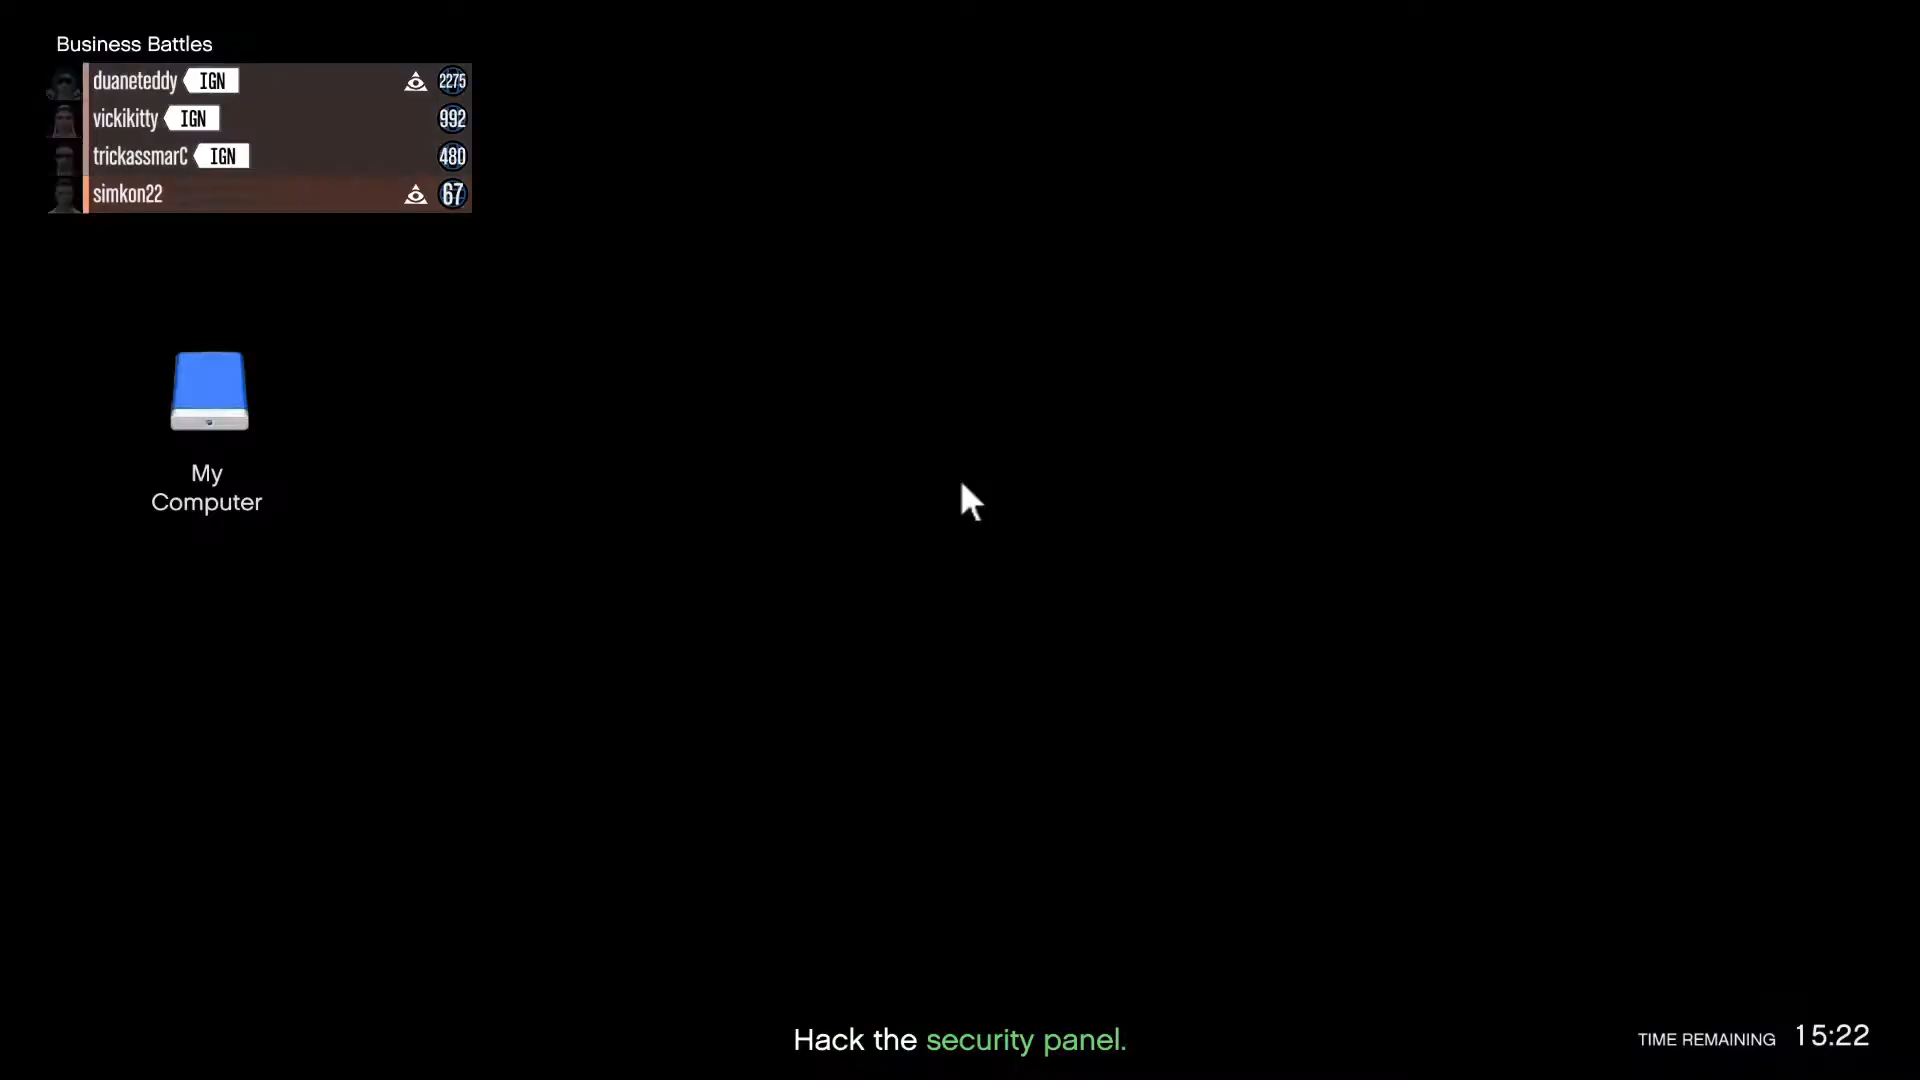 Business Battles
duaneteddy IGN 2275
vickikitty IGN 992
trickassmarC IGN 480
simkon22 67
My
Computer
Hack the security panel.
TIME REMAINING 15:22